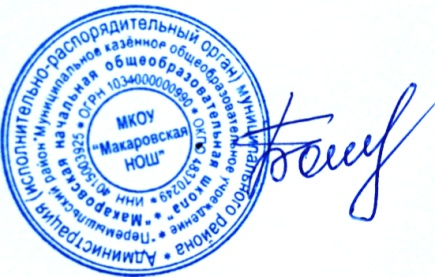 Администрация (исполнительно-распорядительный орган) муниципального района "Перемышльский район"
Муниципальное казённое общеобразовательное учреждение
"Макаровская начальная общеобразовательная школа"
ИНН 4015003925 * ОГРН 1034000000990 * ОКПО
МКОУ
"Макаровская
НОШ"